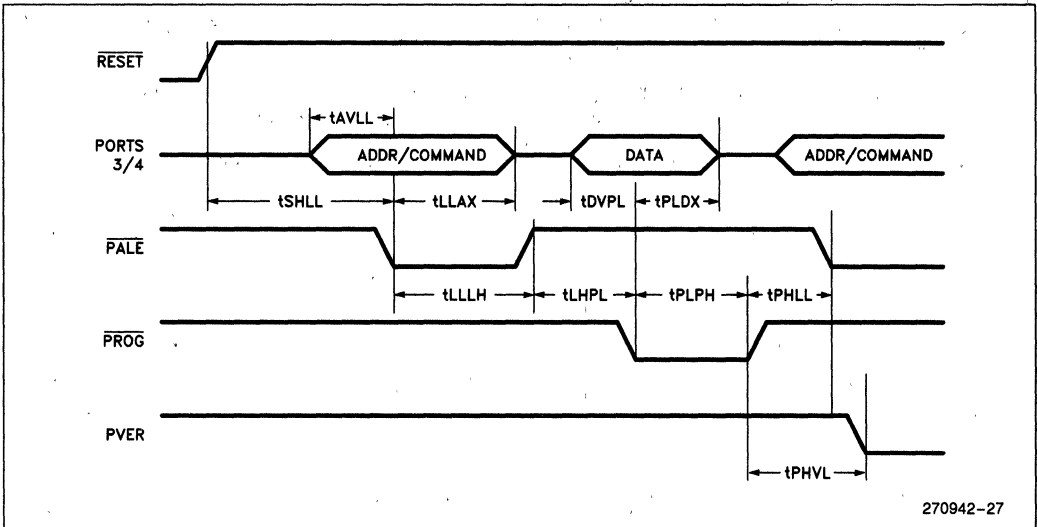 RESET
tAVLL
PORTS
3/4
ADDR/COMMAND DATA ADDR/COMMAND
tSHLL tLLAX tDVPL tPLDX
PALE
tLLLH tLHPL tPLPH tPHLL
PROG
PVER
tPHVL
270942-27